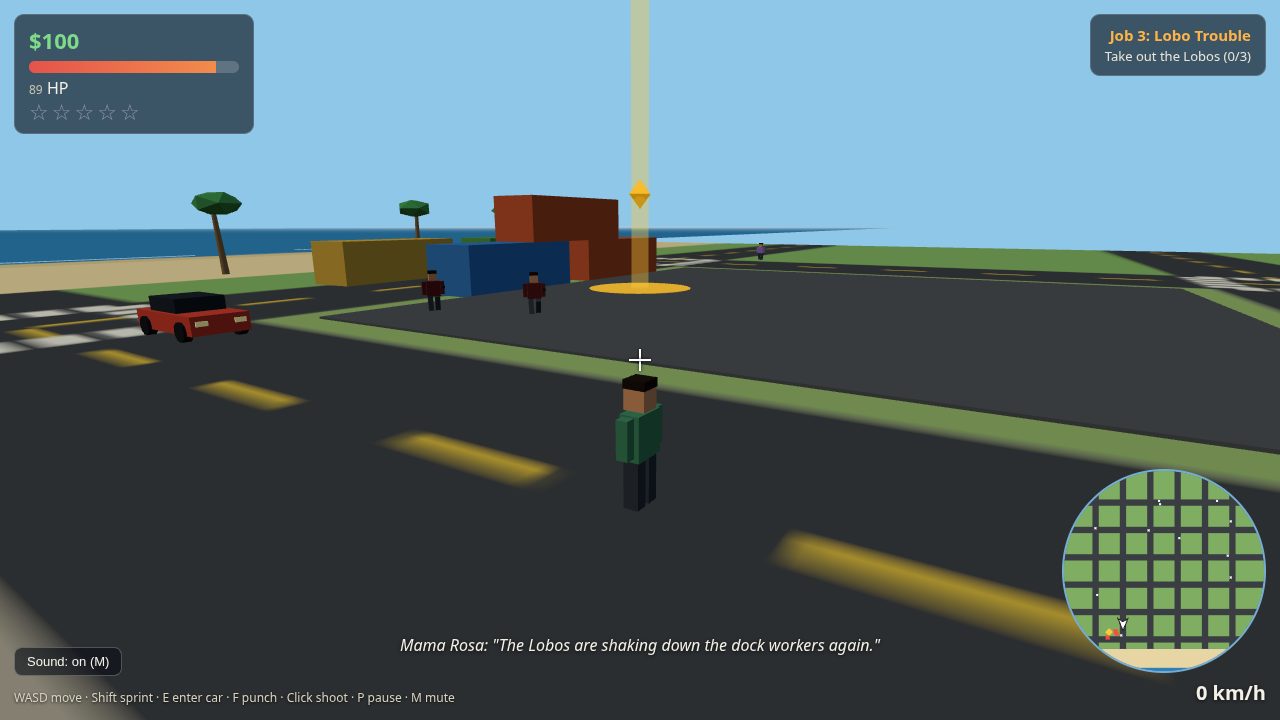 $100
89 HP
☆☆☆☆☆
Job 3: Lobo Trouble
Take out the Lobos (0/3)
Mama Rosa: "The Lobos are shaking down the dock workers again."
Sound: on (M)
WASD move · Shift sprint · E enter car · F punch · Click shoot · P pause · M mute
0 km/h